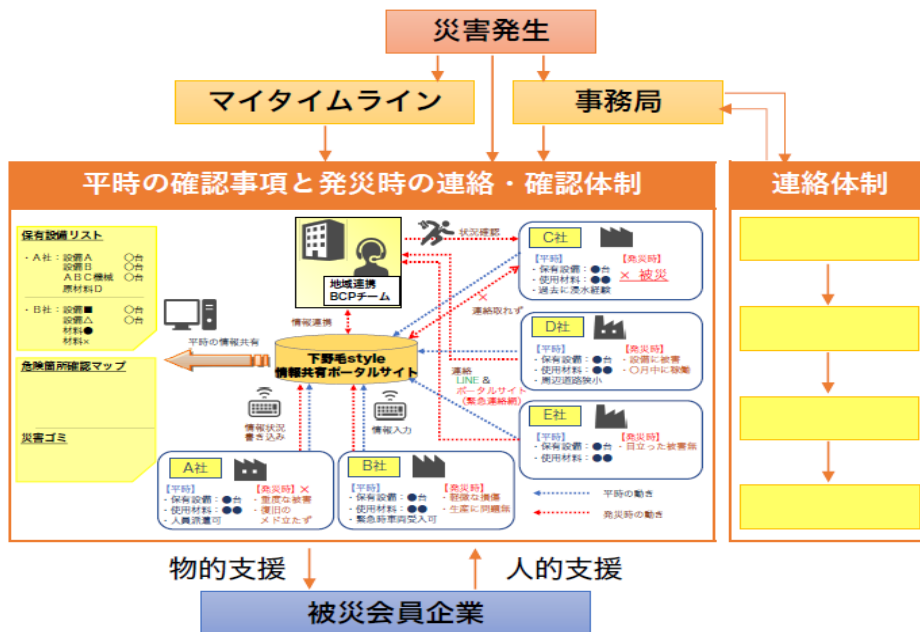 災害発生
マイタイムライン
事務局
平時の確認事項と発災時の連絡・確認体制
連絡体制
保有設備リスト
・A社：設備A ○台
設備B ○台
ABC機械 ○台
原材料D
・B社：設備■ ○台
設備△ ○台
材料●
材料×
危険箇所確認マップ
災害ゴミ
平時の情報共有
地域連携
BCPチーム
情報連携
状況確認
下野毛style
情報共有ポータルサイト
×
連絡取れず
連絡
LINE &
ポータルサイト
(緊急連絡網)
情報状況
書き込み
情報入力
C社
【平時】
・保有設備：●台
・使用材料：●●
・過去に浸水経験
【発災時】
× 被災
D社
【平時】
・保有設備：●台
・使用材料：●●
・周辺道路狭小
【発災時】
・設備に被害
・○月中に稼働
E社
【平時】
・保有設備：●台
・使用材料：●●
【発災時】
・目立った被害無
A社
【平時】
・保有設備：●台
・使用材料：●●
・人員派遣可
【発災時】×
・重度な被害
・復旧の
メド立たず
B社
【平時】
・保有設備：●台
・使用材料：●●
・緊急時車両受入可
【発災時】
・軽微な損傷
・生産に問題無
平時の動き
発災時の動き
物的支援
人的支援
被災会員企業